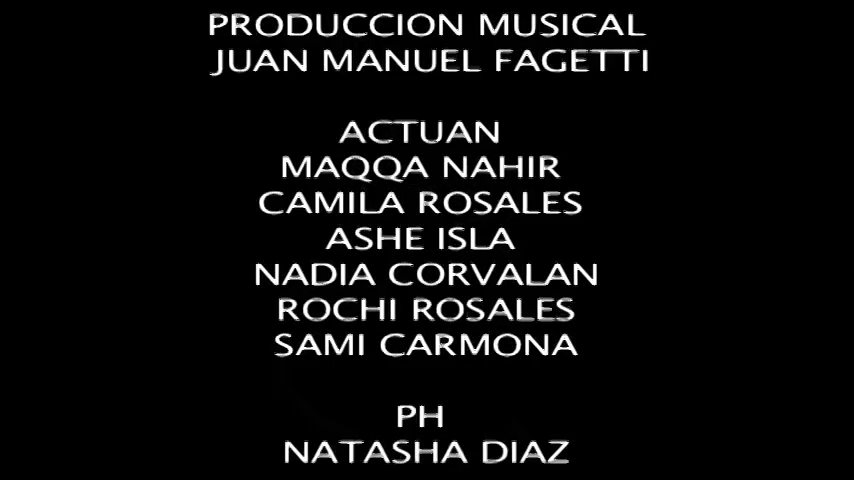 PRODUCCION MUSICAL
JUAN MANUEL FAGETTI
ACTUAN
MAQQA NAHIR
CAMILA ROSALES
ASHE ISLA
NADIA CORVALAN
ROCHI ROSALES
SAMI CARMONA
PH
NATASHA DIAZ